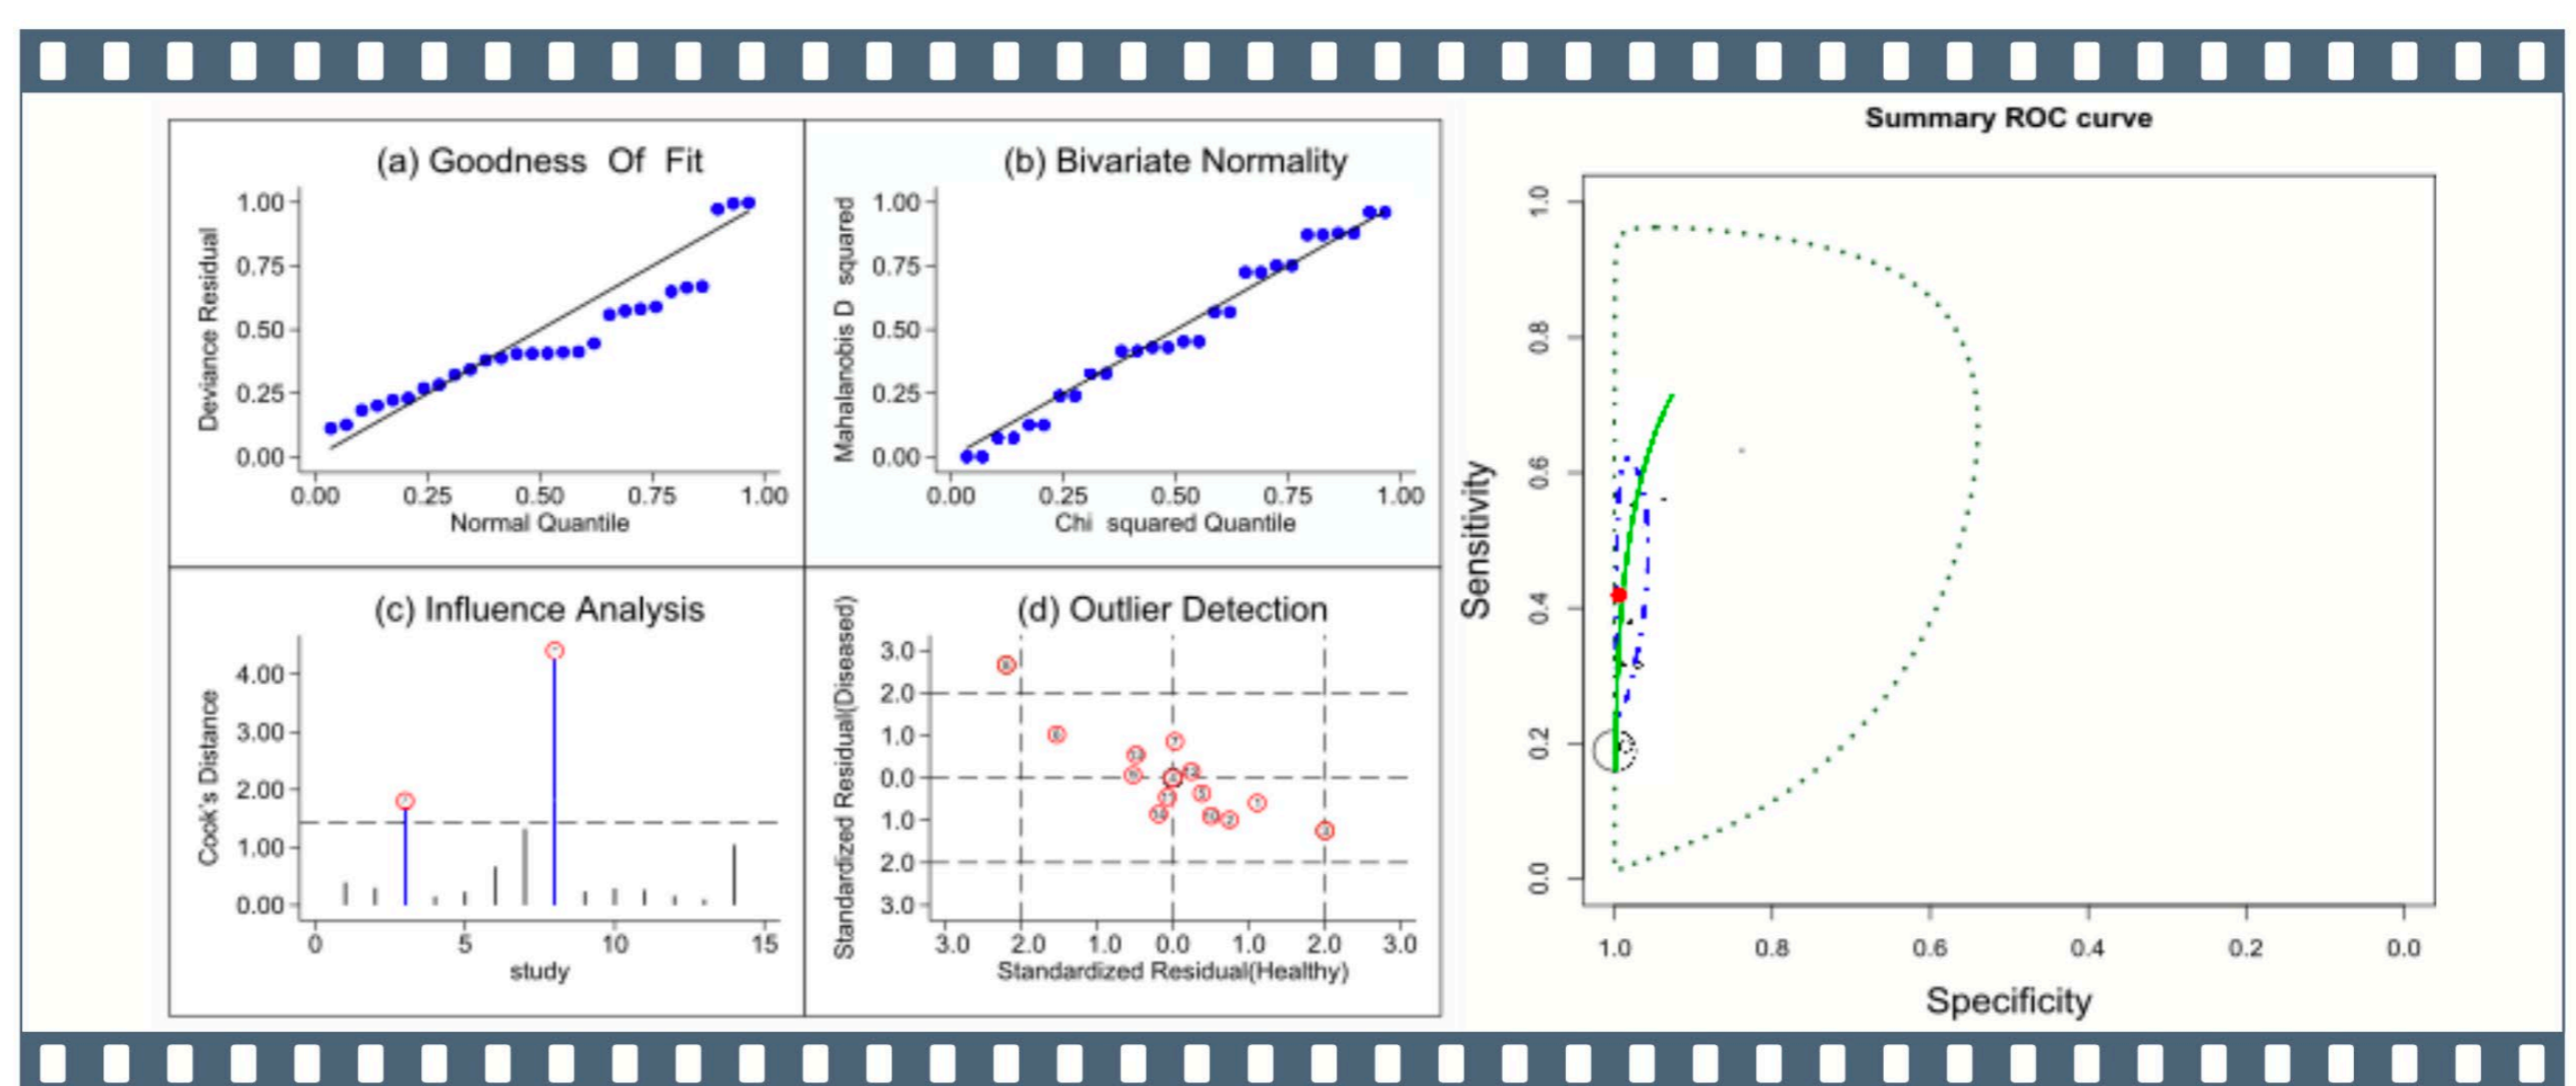 (a) Goodness Of Fit
Deviance Residual
1.00
0.75
0.50
0.25
0.00
0.00 0.25 0.50 0.75 1.00
Normal Quantile
(b) Bivariate Normality
Mahalanobis D squared
1.00
0.75
0.50
0.25
0.00
0.00 0.25 0.50 0.75 1.00
Chi squared Quantile
(c) Influence Analysis
Cook's Distance
4.00
3.00
2.00
1.00
0.00
0 5 10 15
study
(d) Outlier Detection
Standardized Residual(Diseased)
3.0
2.0
1.0
0.0
1.0
2.0
3.0
3.0 2.0 1.0 0.0 1.0 2.0 3.0
Standardized Residual(Healthy)
Summary ROC curve
Sensitivity
1.0
0.8
0.6
0.4
0.2
0.0
1.0 0.8 0.6 0.4 0.2 0.0
Specificity